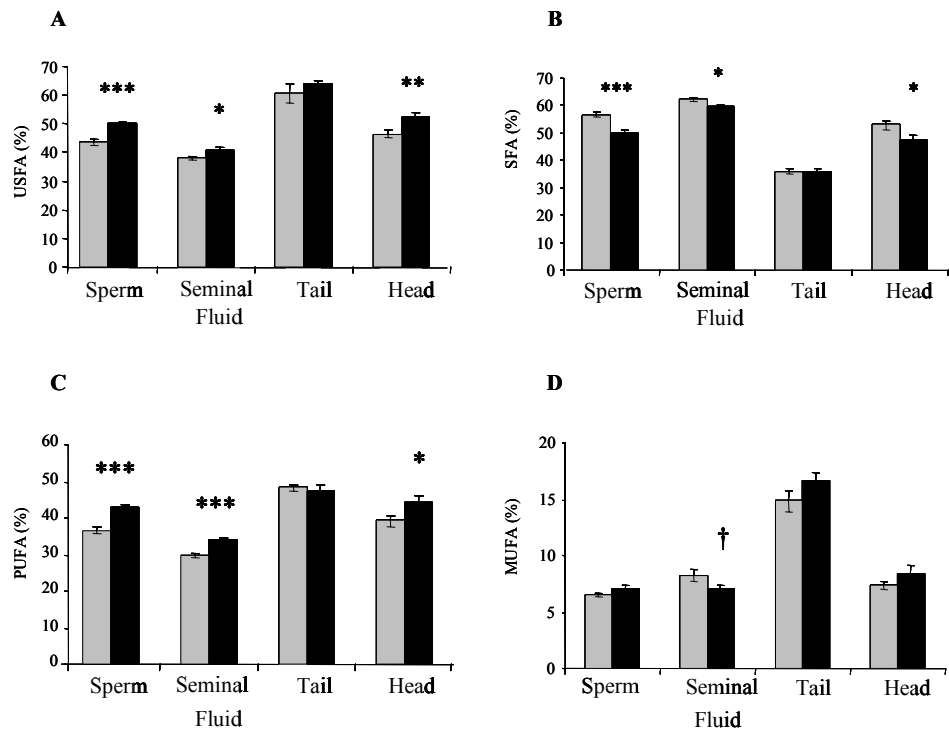 A
USFA (%)
70
60
50
40
30
20
10
0
***
*
**
Sperm Seminal Tail Head
Fluid
B
SFA (%)
70
60
50
40
30
20
10
0
***
*
*
Sperm Seminal Tail Head
Fluid
C
PUFA (%)
60
50
40
30
20
10
0
***
***
*
Sperm Seminal Tail Head
Fluid
D
MUFA (%)
20
15
10
5
0
†
Sperm Seminal Tail Head
Fluid